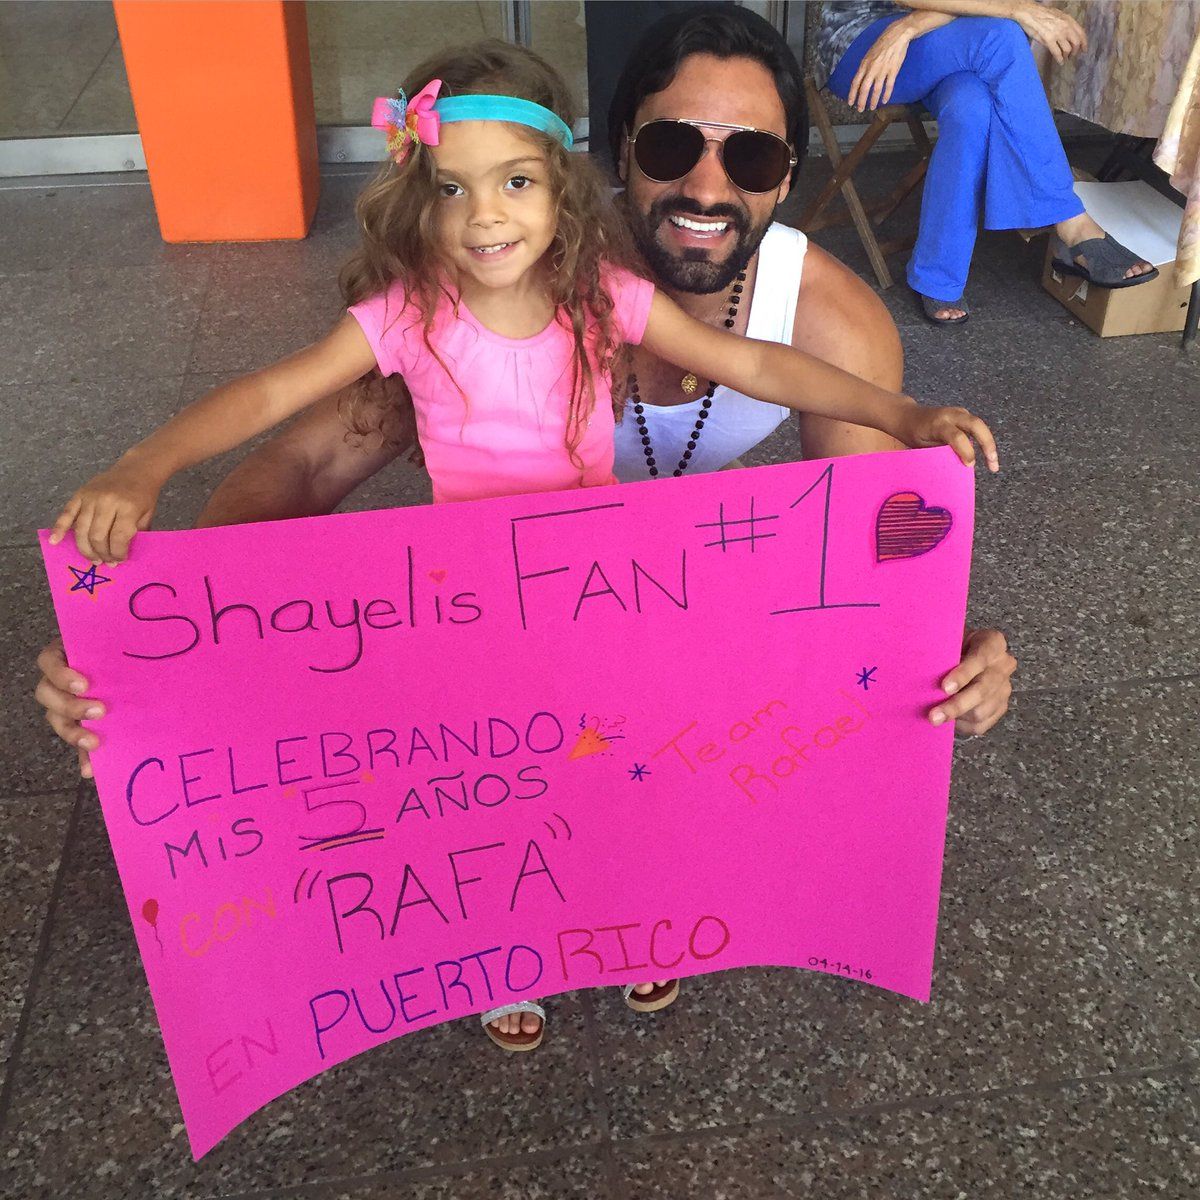 Shayelis FAN #1
CELEBRANDO
MIS 5 AÑOS
CON "RAFA"
EN PUERTO RICO
* Team
Rafael *
04-14-16